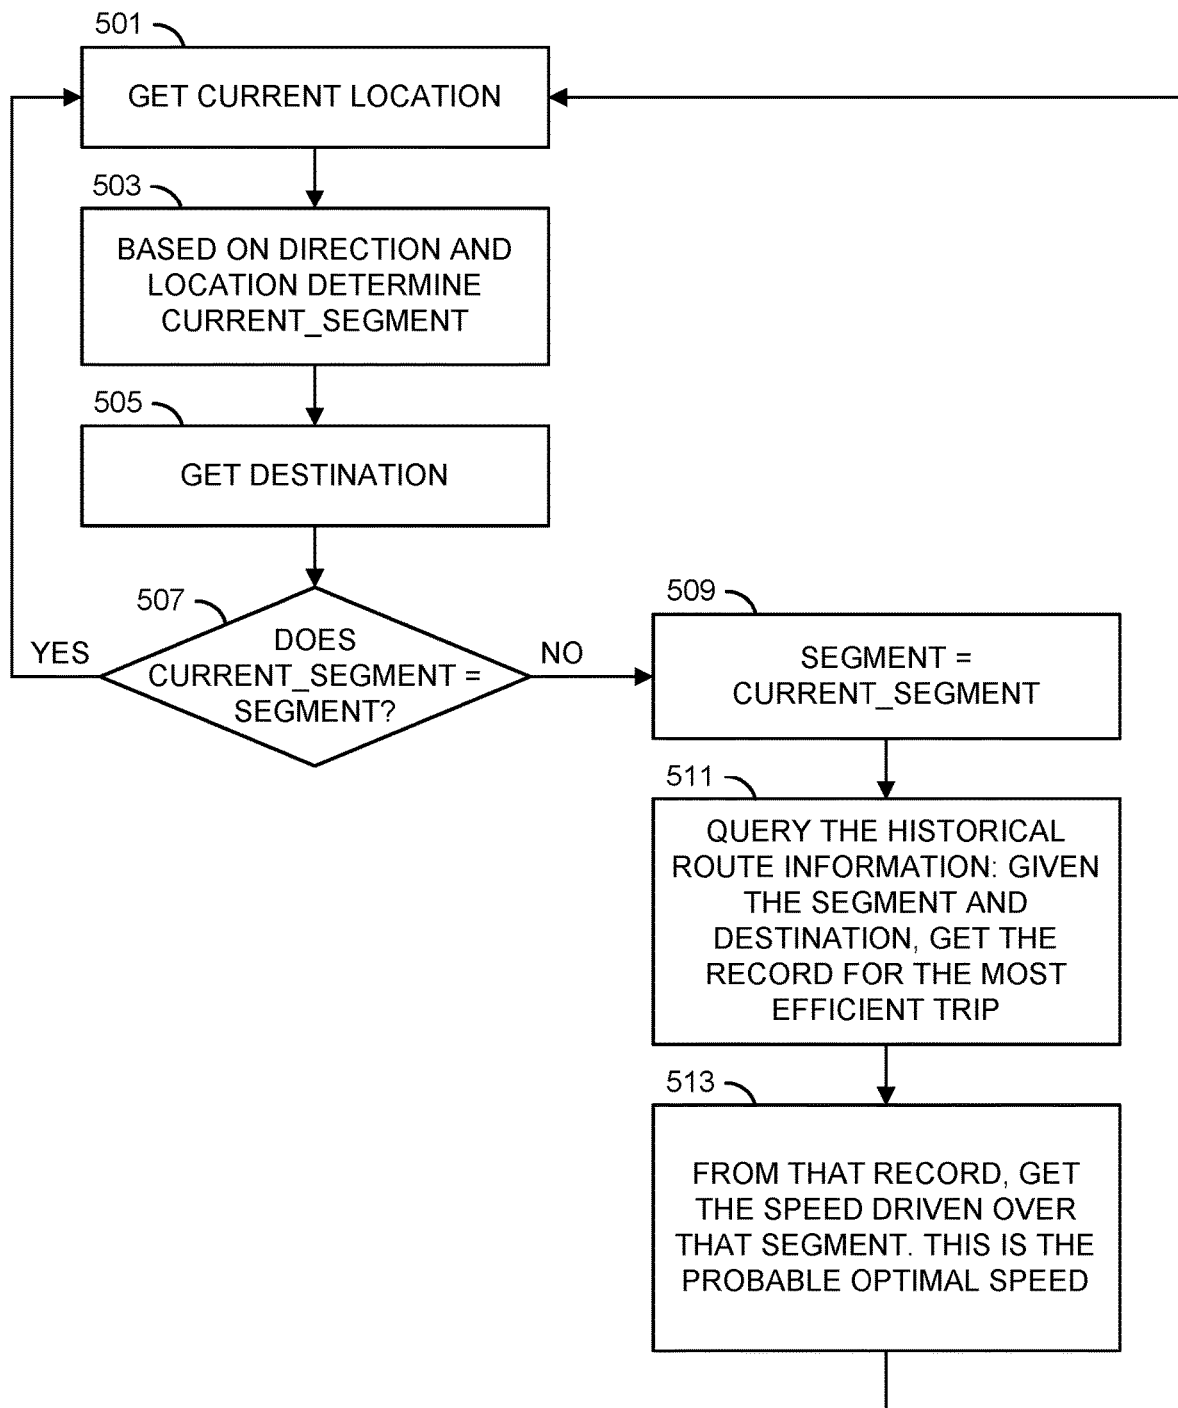 501
GET CURRENT LOCATION
503
BASED ON DIRECTION AND
LOCATION DETERMINE
CURRENT_SEGMENT
505
GET DESTINATION
507
DOES
CURRENT_SEGMENT =
SEGMENT?
YES
NO
509
SEGMENT =
CURRENT_SEGMENT
511
QUERY THE HISTORICAL
ROUTE INFORMATION: GIVEN
THE SEGMENT AND
DESTINATION, GET THE
RECORD FOR THE MOST
EFFICIENT TRIP
513
FROM THAT RECORD, GET
THE SPEED DRIVEN OVER
THAT SEGMENT. THIS IS THE
PROBABLE OPTIMAL SPEED